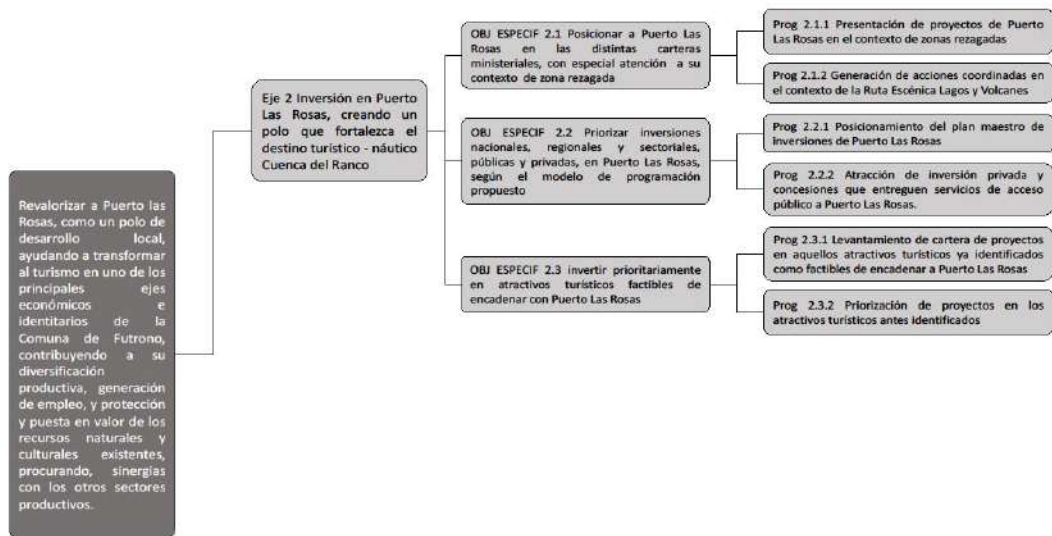 Revalorizar a Puerto las
Rosas, como un polo de
desarrollo local,
ayudando a transformar
al turismo en uno de los
principales ejes
económicos e
identitarios de la
Comuna de Futrono,
contribuyendo a su
diversificación
productiva, generación
de empleo, y protección
y puesta en valor de los
recursos naturales y
culturales existentes,
procurando, sinergias
con los otros sectores
productivos.
Eje 2 Inversión en Puerto
Las Rosas, creando un
polo que fortalezca el
destino turístico - náutico
Cuenca del Ranco
OBJ ESPECIF 2.1 Posicionar a Puerto Las
Rosas en las distintas carteras
ministeriales, con especial atención a su
contexto de zona rezagada
Prog 2.1.1 Presentación de proyectos de Puerto
Las Rosas en el contexto de zonas rezagadas
Prog 2.1.2 Generación de acciones coordinadas en
el contexto de la Ruta Escénica Lagos y Volcanes
OBJ ESPECIF 2.2 Priorizar inversiones
nacionales, regionales y sectoriales,
públicas y privadas, en Puerto Las Rosas,
según el modelo de programación
propuesto
Prog 2.2.1 Posicionamiento del plan maestro de
inversiones de Puerto Las Rosas
Prog 2.2.2 Atracción de inversión privada y
concesiones que entreguen servicios de acceso
público a Puerto Las Rosas.
OBJ ESPECIF 2.3 invertir prioritariamente
en atractivos turísticos factibles de
encadenar con Puerto Las Rosas
Prog 2.3.1 Levantamiento de cartera de proyectos
en aquellos atractivos turísticos ya identificados
como factibles de encadenar a Puerto Las Rosas
Prog 2.3.2 Priorización de proyectos en los
atractivos turísticos antes identificados